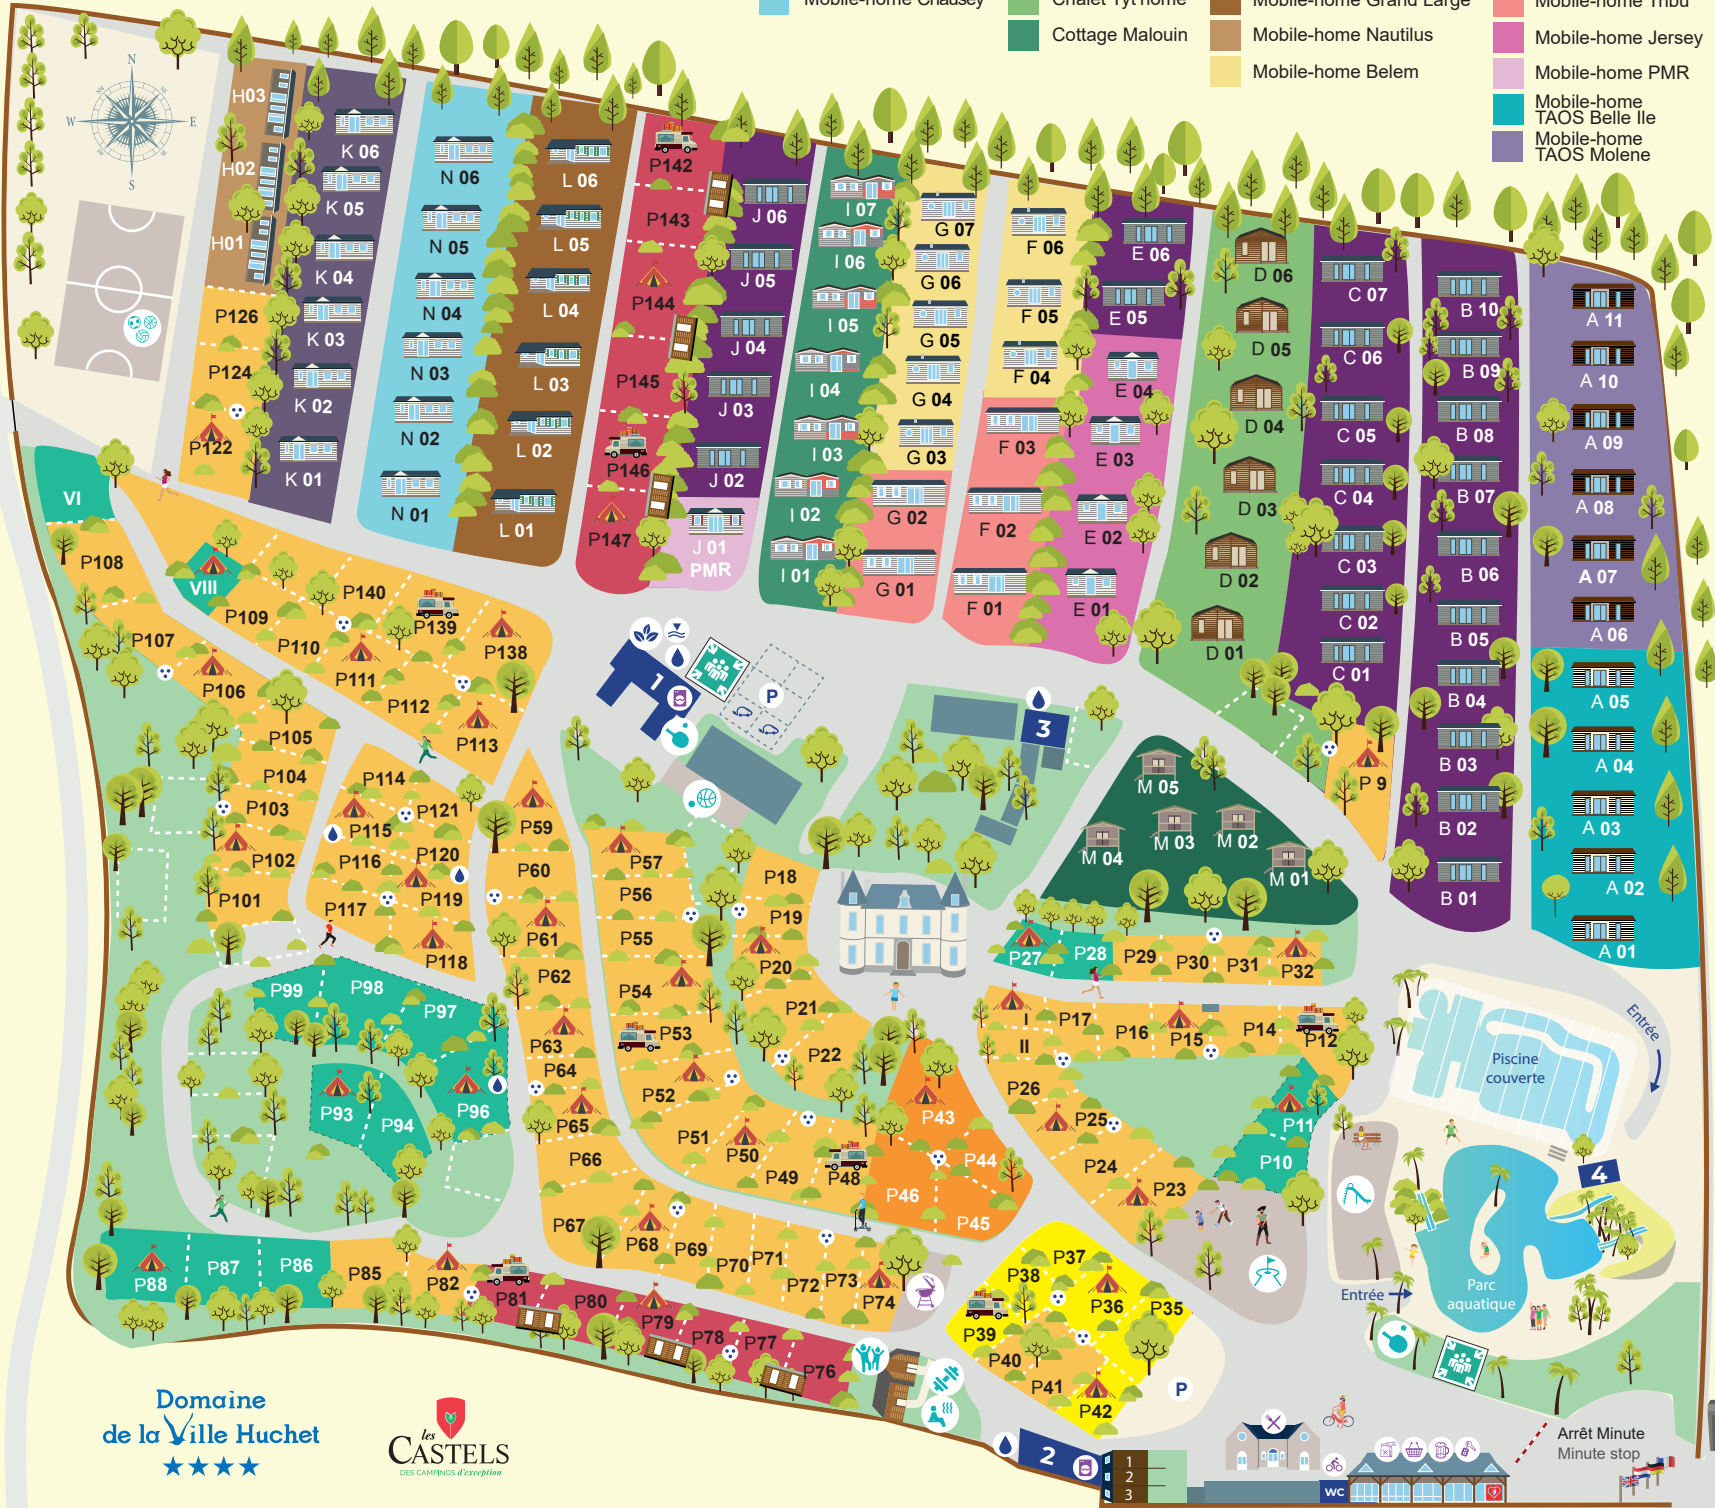 Mobile-home Chausey
Chalet Tyt'home
Mobile-home Grand Large
Mobile-home Tribu
Cottage Malouin
Mobile-home Nautilus
Mobile-home Jersey
Mobile-home Belem
Mobile-home PMR
Mobile-home
TAOS Belle Ile
Mobile-home
TAOS Molene
N
W E
S
H03
H02
H01
K 06
K 05
K 04
K 03
K 02
K 01
P126
P124
P122
N 06
N 05
N 04
N 03
N 02
N 01
L 06
L 05
L 04
L 03
L 02
L 01
P142
P143
P144
P145
P146
P147
J 06
J 05
J 04
J 03
J 02
J 01
PMR
I 07
I 06
I 05
I 04
I 03
I 02
I 01
G 07
G 06
G 05
G 04
G 03
G 02
G 01
F 06
F 05
F 04
F 03
F 02
F 01
E 06
E 05
E 04
E 03
E 02
E 01
D 06
D 05
D 04
D 03
D 02
D 01
C 07
C 06
C 05
C 04
C 03
C 02
C 01
B 10
B 09
B 08
B 07
B 06
B 05
B 04
B 03
B 02
B 01
A 11
A 10
A 09
A 08
A 07
A 06
A 05
A 04
A 03
A 02
A 01
VI
P108
VIII
P109
P140
P139
P138
P107
P110
P111
P106
P112
P113
P105
P104
P103
P102
P101
P114
P121
P115
P116
P120
P119
P117
P118
1
P
3
M 05
M 04
M 03
M 02
M 01
P 9
P59
P60
P61
P62
P63
P64
P65
P66
P67
P57
P56
P55
P54
P53
P52
P51
P50
P49
P48
P18
P19
P20
P21
P22
P27
P28
P29
P30
P31
P32
I
II
P17
P16
P15
P14
P12
P26
P25
P24
P23
P11
P10
P43
P44
P46
P45
P99
P98
P97
P96
P93
P94
P88
P87
P86
P85
P82
P81
P80
P79
P78
P77
P76
P68
P69
P70
P71
P72
P73
P74
P37
P38
P36
P35
P39
P40
P41
P42
P
Entrée
Piscine
couverte
4
Parc
aquatique
Entrée
Domaine
de la Ville Huchet
les
CASTELS
DES CAMPINGS d'exception
2
1
2
3
WC
Arrêt Minute
Minute stop